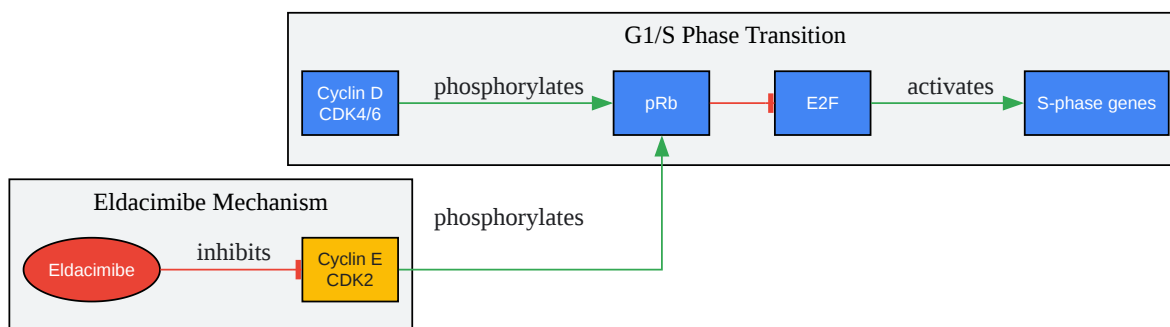 G1/S Phase Transition
Cyclin D
CDK4/6
phosphorylates
pRb
E2F
activates
S-phase genes
Eldacimibe Mechanism
Eldacimibe
inhibits
Cyclin E
CDK2
phosphorylates